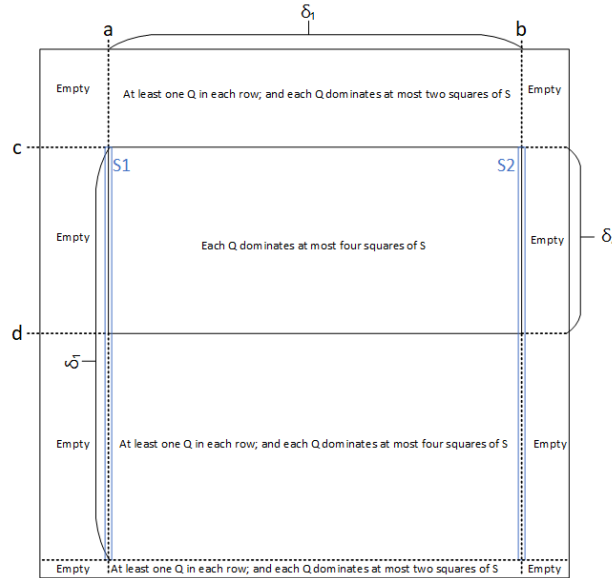 δ₁
a b
Empty At least one Q in each row; and each Q dominates at most two squares of S Empty
c
S1 S2
Empty Each Q dominates at most four squares of S Empty δ
d
δ₁
Empty At least one Q in each row; and each Q dominates at most four squares of S Empty
Empty At least one Q in each row; and each Q dominates at most two squares of S Empty